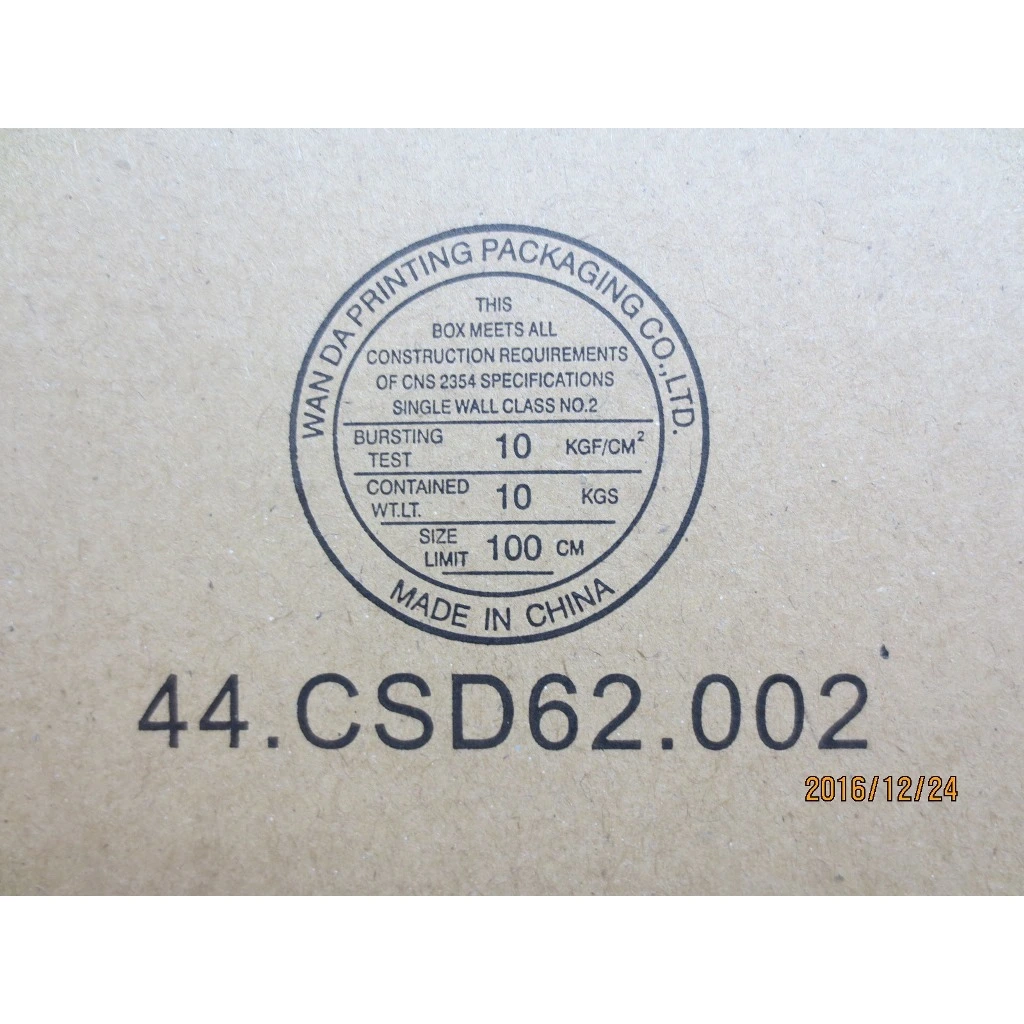 WAN DA PRINTING PACKAGING CO.,LTD.
THIS
BOX MEETS ALL
CONSTRUCTION REQUIREMENTS
OF CNS 2354 SPECIFICATIONS
SINGLE WALL CLASS NO.2
BURSTING TEST 10 KGF/CM²
CONTAINED WT.LT. 10 KGS
SIZE LIMIT 100 CM
MADE IN CHINA
44.CSD62.002
2016/12/24